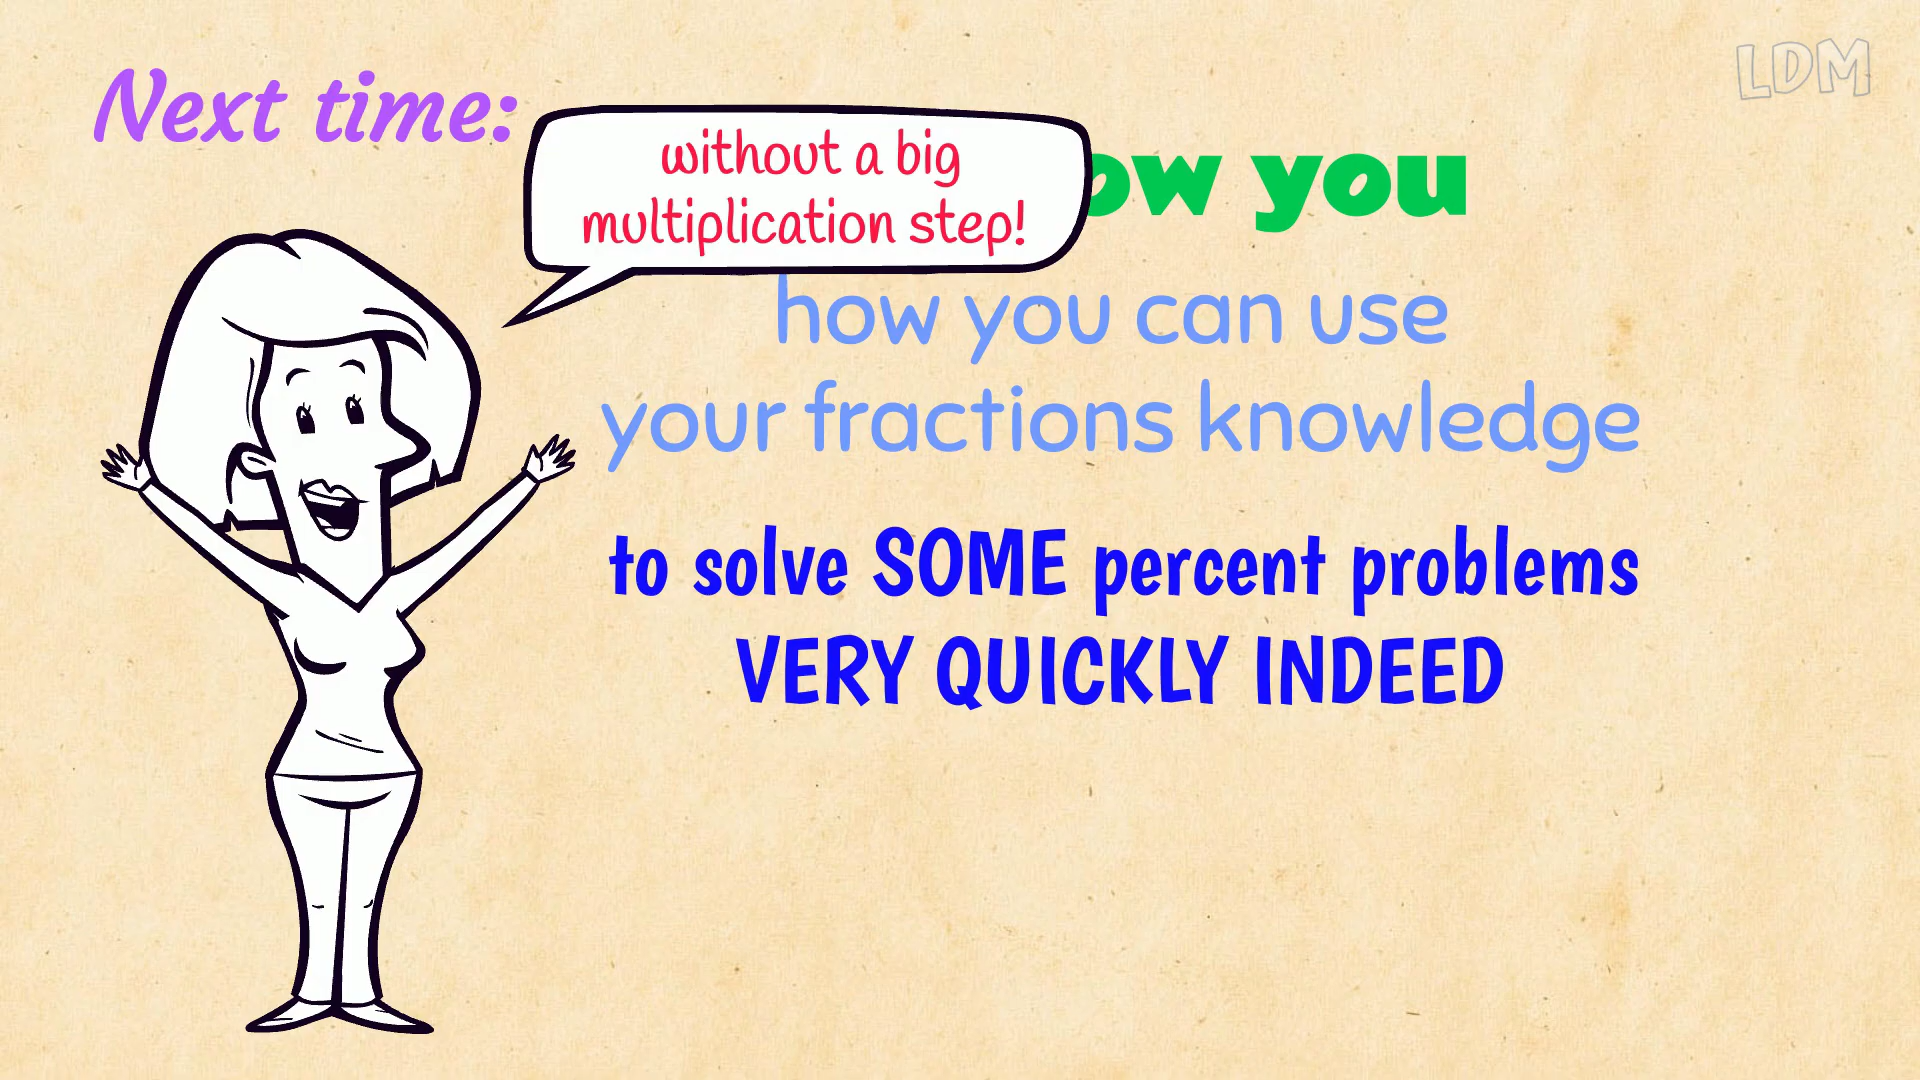 Next time:
LDM
without a big
multiplication step!
you
how you can use
your fractions knowledge
to solve SOME percent problems
VERY QUICKLY INDEED